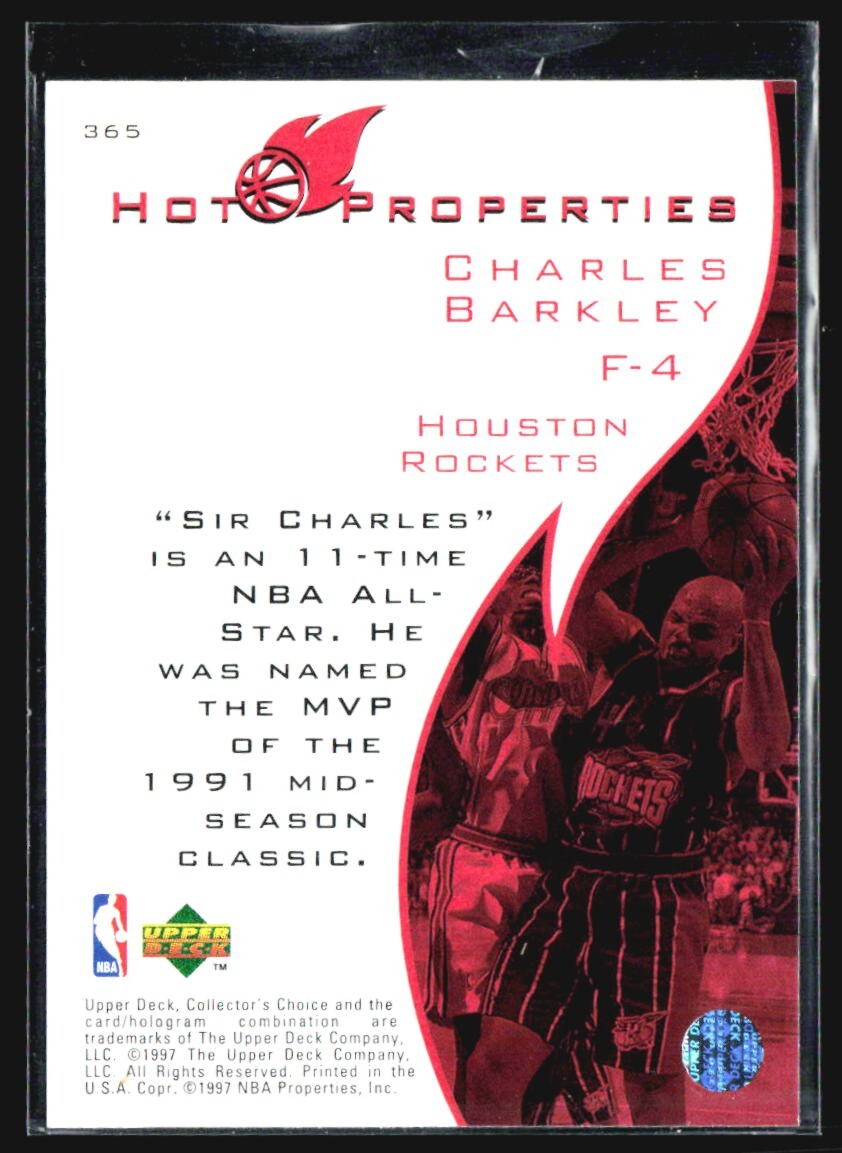 365
HOT PROPERTIES
CHARLES
BARKLEY
F-4
HOUSTON
ROCKETS
“SIR CHARLES”
IS AN 11-TIME
NBA ALL-
STAR. HE
WAS NAMED
THE MVP
OF THE
1991 MID-
SEASON
CLASSIC.
ROCKETS
NBA
UPPER
DECK
TM
Upper Deck, Collector's Choice and the
card/hologram combination are
trademarks of The Upper Deck Company,
LLC. ©1997 The Upper Deck Company,
LLC. All Rights Reserved. Printed in the
U.S.A. Copr. ©1997 NBA Properties, Inc.